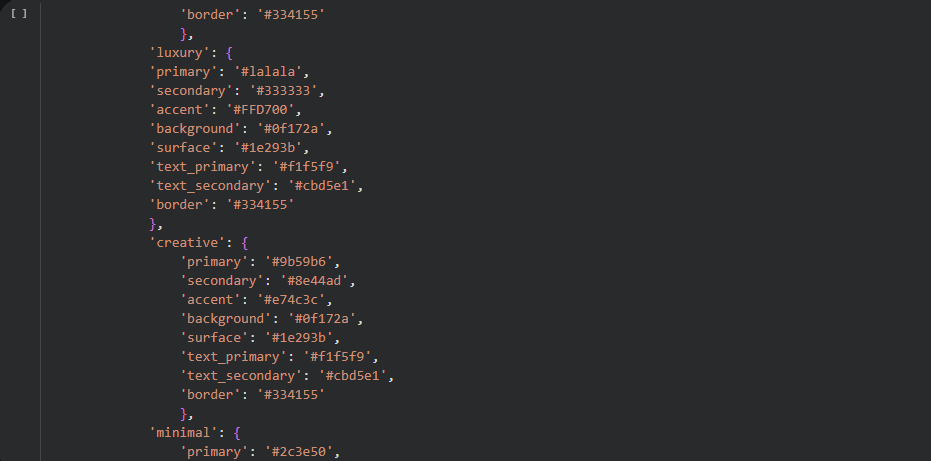 [ ]
'border': '#334155'
},
'luxury': {
'primary': '#lalala',
'secondary': '#333333',
'accent': '#FFD700',
'background': '#0f172a',
'surface': '#1e293b',
'text_primary': '#f1f5f9',
'text_secondary': '#cbd5e1',
'border': '#334155'
},
'creative': {
'primary': '#9b59b6',
'secondary': '#8e44ad',
'accent': '#e74c3c',
'background': '#0f172a',
'surface': '#1e293b',
'text_primary': '#f1f5f9',
'text_secondary': '#cbd5e1',
'border': '#334155'
},
'minimal': {
'primary': '#2c3e50',